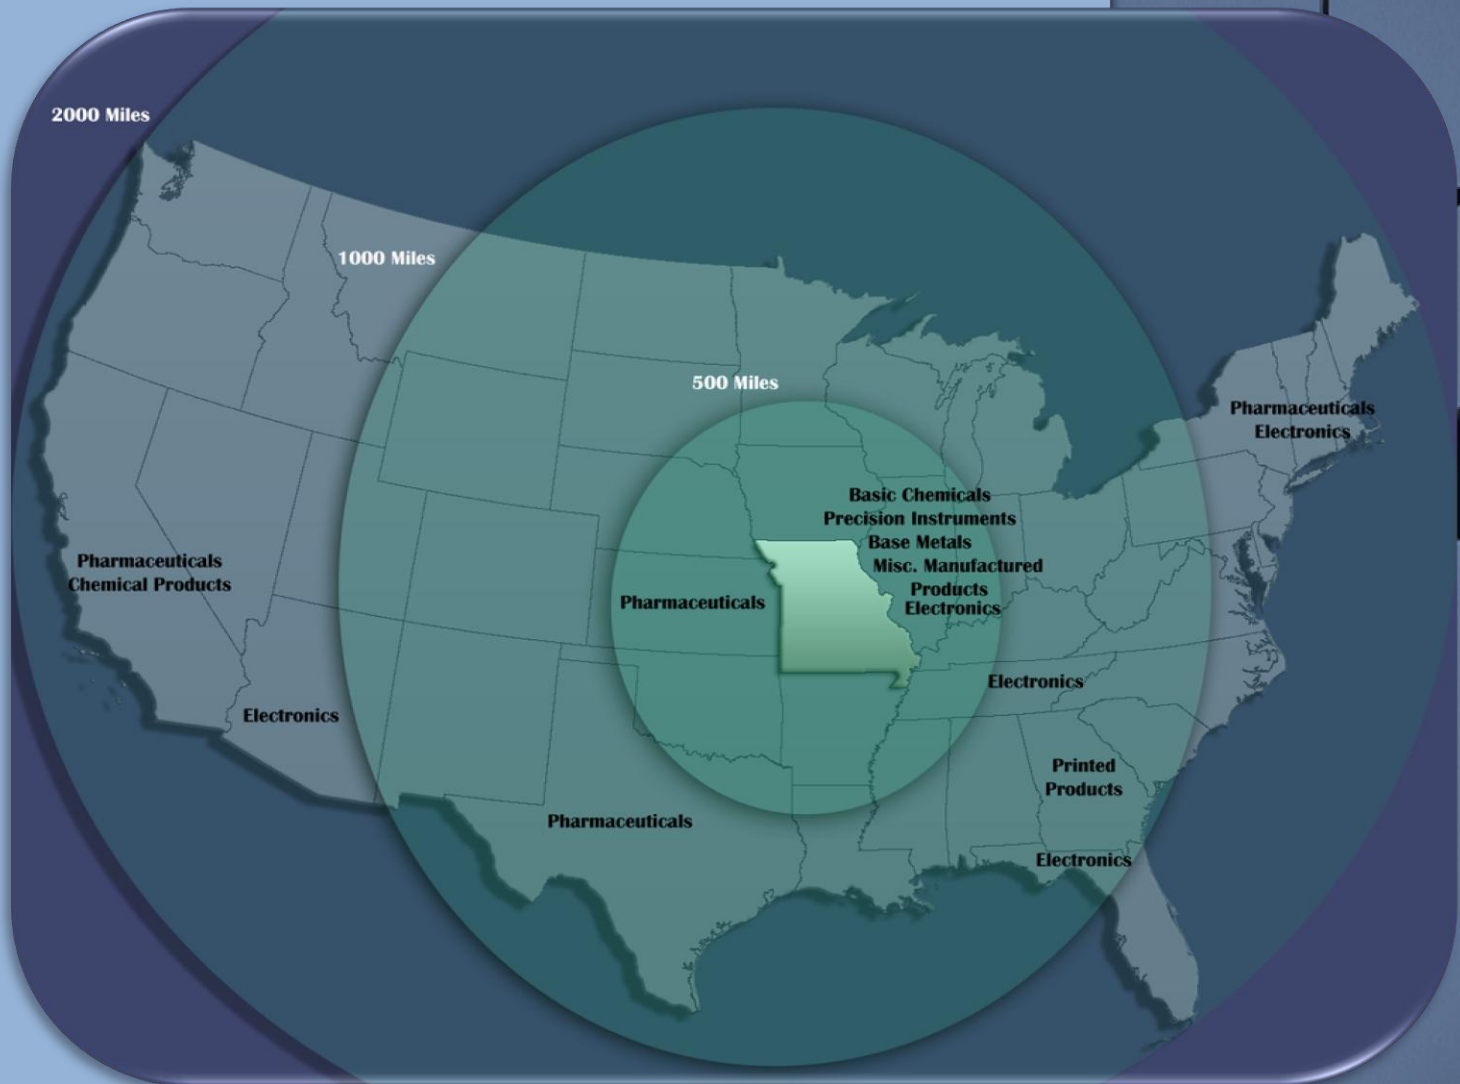 2000 Miles
1000 Miles
500 Miles
Pharmaceuticals
Electronics
Basic Chemicals
Precision Instruments
Base Metals
Misc. Manufactured
Products
Electronics
Pharmaceuticals
Chemical Products
Pharmaceuticals
Electronics
Electronics
Printed
Products
Pharmaceuticals
Electronics